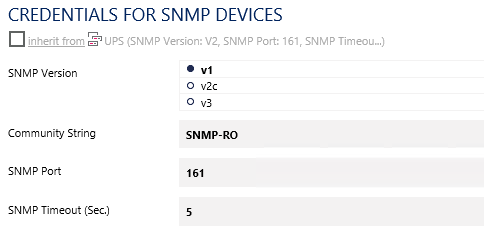 CREDENTIALS FOR SNMP DEVICES
inherit from UPS (SNMP Version: V2, SNMP Port: 161, SNMP Timeou...)
SNMP Version
v1
v2c
v3
Community String SNMP-RO
SNMP Port 161
SNMP Timeout (Sec.) 5